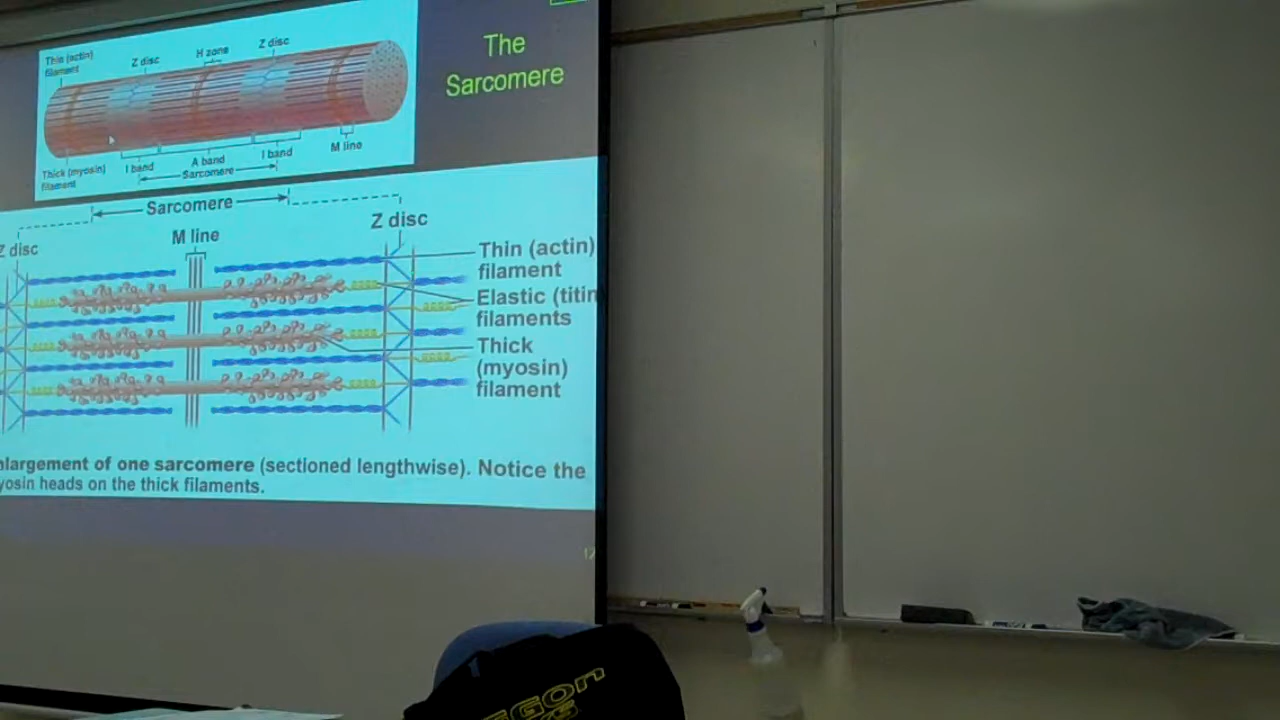 The
Sarcomere
Thin (actin)
filament
Z disc
H zone
Z disc
Thick (myosin)
filament
I band
A band
I band
M line
Sarcomere
Sarcomere
Z disc
M line
Z disc
Thin (actin)
filament
Elastic (titin
filaments
Thick
(myosin)
filament
nlargement of one sarcomere (sectioned lengthwise). Notice the
yosin heads on the thick filaments.